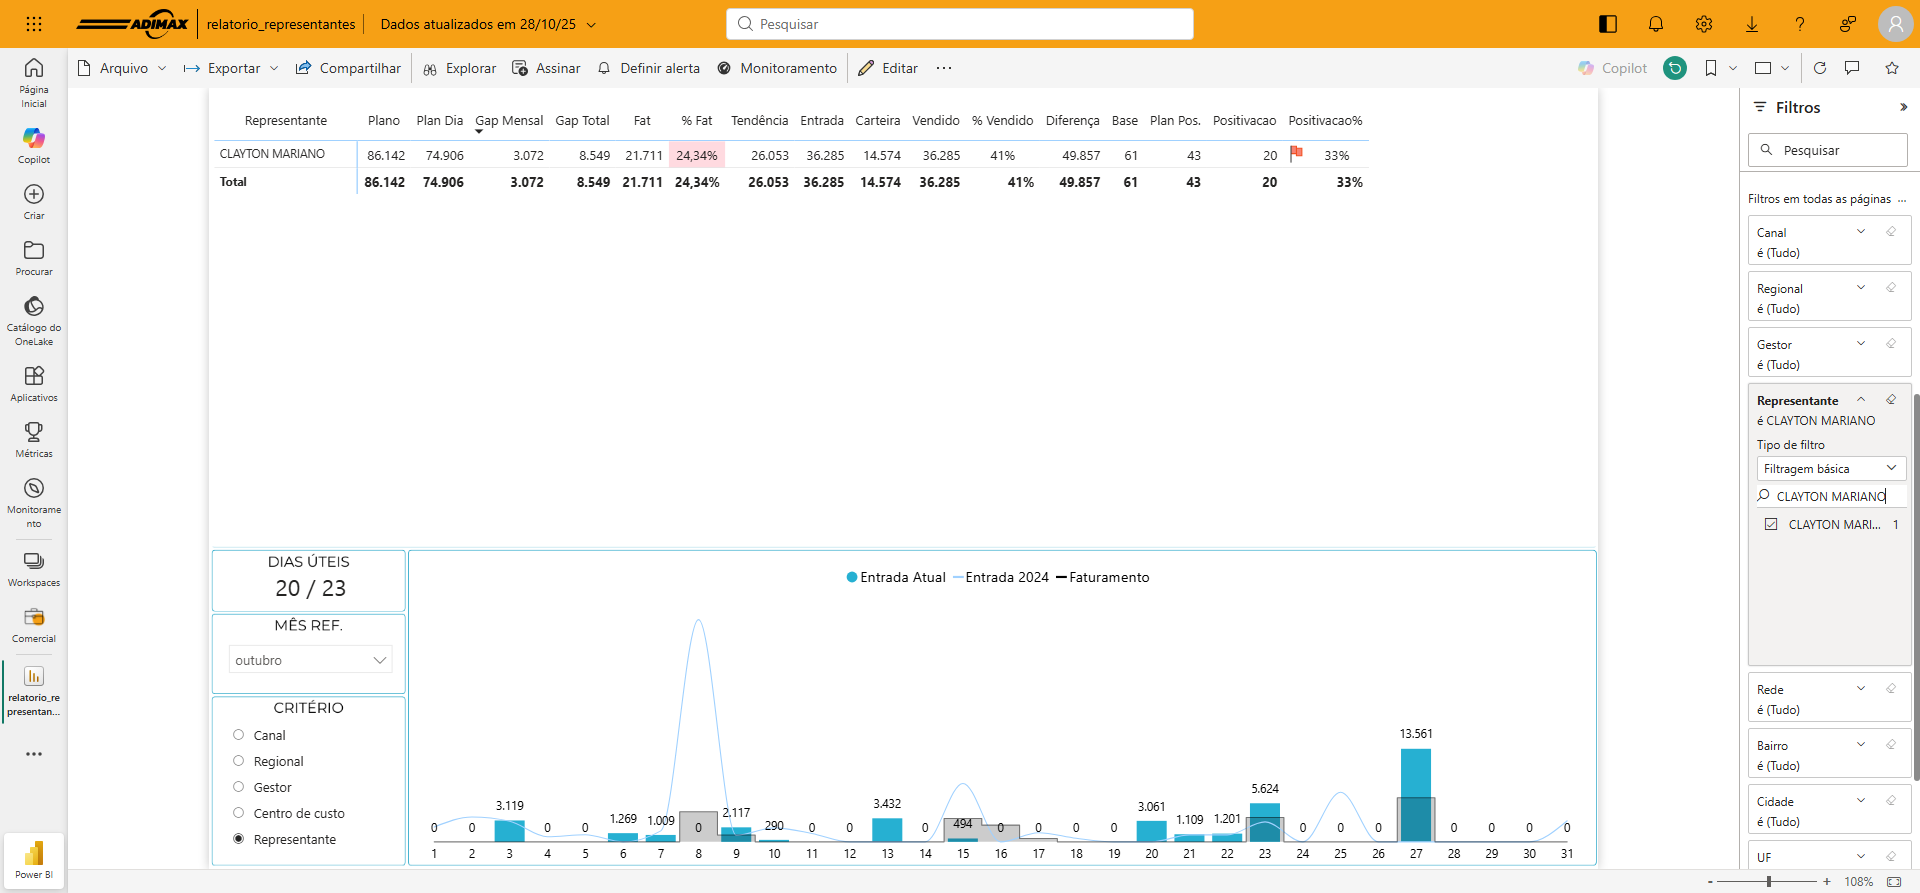 ADIMAX
relatorio_representantes
Dados atualizados em 28/10/25
Pesquisar
A
Arquivo
Exportar
Compartilhar
Explorar
Assinar
Definir alerta
Monitoramento
Editar
...
Copilot
Página
Inicial
Copilot
Criar
Procurar
Catálogo do
OneLake
Aplicativos
Métricas
Monitorame
nto
Workspaces
Comercial
relatorio_re
presentan...
Power BI
Representante Plano Plan Dia Gap Mensal Gap Total Fat % Fat Tendência Entrada Carteira Vendido % Vendido Diferença Base Plan Pos. Positivacao Positivacao%
CLAYTON MARIANO 86.142 74.906 3.072 8.549 21.711 24,34% 26.053 36.285 14.574 36.285 41% 49.857 61 43 20 33%
Total 86.142 74.906 3.072 8.549 21.711 24,34% 26.053 36.285 14.574 36.285 41% 49.857 61 43 20 33%
DIAS ÚTEIS
20 / 23
MÊS REF.
outubro
CRITÉRIO
Canal
Regional
Gestor
Centro de custo
Representante
Entrada Atual Entrada 2024 Faturamento
0 0 3.119 0 0 1.269 1.009 0 2.117 290 0 0 3.432 0 494 0 0 0 0 3.061 1.109 1.201 5.624 0 0 0 13.561 0 0 0 0
1 2 3 4 5 6 7 8 9 10 11 12 13 14 15 16 17 18 19 20 21 22 23 24 25 26 27 28 29 30 31
Filtros
Pesquisar
Filtros em todas as páginas ...
Canal
é (Tudo)
Regional
é (Tudo)
Gestor
é (Tudo)
Representante
é CLAYTON MARIANO
Tipo de filtro
Filtragem básica
CLAYTON MARIANO
CLAYTON MARI... 1
Rede
é (Tudo)
Bairro
é (Tudo)
Cidade
é (Tudo)
UF
- + 108%